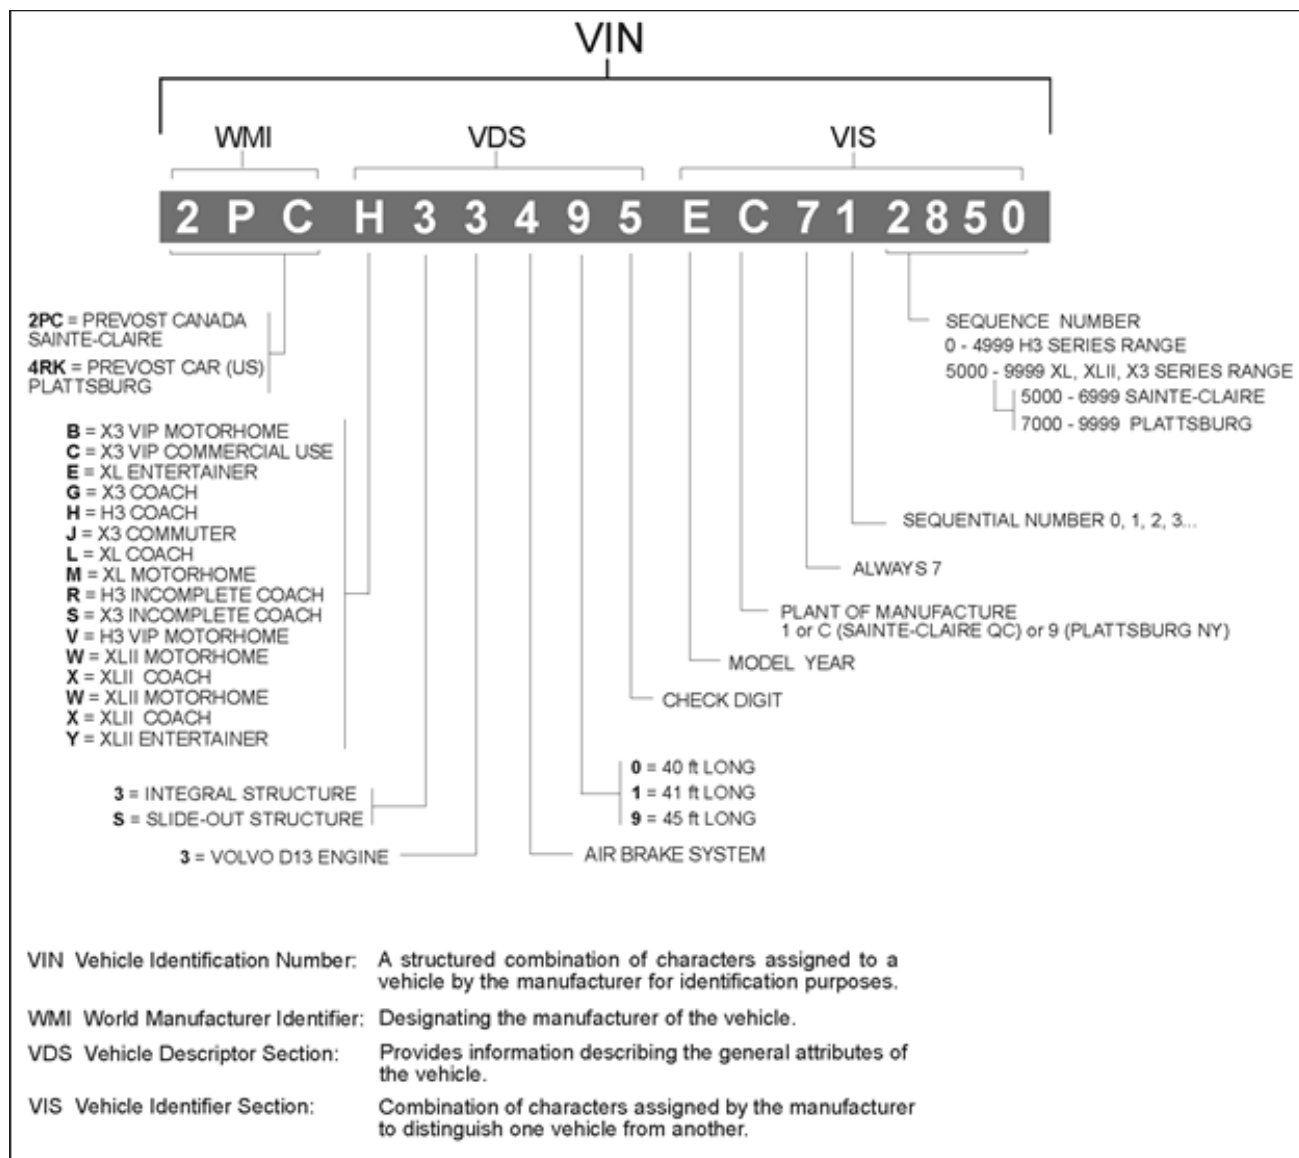 VIN
WMI VDS VIS
2 P C H 3 3 4 9 5 E C 7 1 2 8 5 0
2PC = PREVOST CANADA
SAINTE-CLAIRE
4RK = PREVOST CAR (US)
PLATTSBURG
B = X3 VIP MOTORHOME
C = X3 VIP COMMERCIAL USE
E = XL ENTERTAINER
G = X3 COACH
H = H3 COACH
J = X3 COMMUTER
L = XL COACH
M = XL MOTORHOME
R = H3 INCOMPLETE COACH
S = X3 INCOMPLETE COACH
V = H3 VIP MOTORHOME
W = XLII MOTORHOME
X = XLII COACH
W = XLII MOTORHOME
X = XLII COACH
Y = XLII ENTERTAINER
3 = INTEGRAL STRUCTURE
S = SLIDE-OUT STRUCTURE
3 = VOLVO D13 ENGINE
AIR BRAKE SYSTEM
0 = 40 ft LONG
1 = 41 ft LONG
9 = 45 ft LONG
CHECK DIGIT
MODEL YEAR
PLANT OF MANUFACTURE
1 or C (SAINTE-CLAIRE QC) or 9 (PLATTSBURG NY)
ALWAYS 7
SEQUENTIAL NUMBER 0, 1, 2, 3...
SEQUENCE NUMBER
0 - 4999 H3 SERIES RANGE
5000 - 9999 XL, XLII, X3 SERIES RANGE
5000 - 6999 SAINTE-CLAIRE
7000 - 9999 PLATTSBURG
VIN Vehicle Identification Number: A structured combination of characters assigned to a
vehicle by the manufacturer for identification purposes.
WMI World Manufacturer Identifier: Designating the manufacturer of the vehicle.
VDS Vehicle Descriptor Section: Provides information describing the general attributes of
the vehicle.
VIS Vehicle Identifier Section: Combination of characters assigned by the manufacturer
to distinguish one vehicle from another.